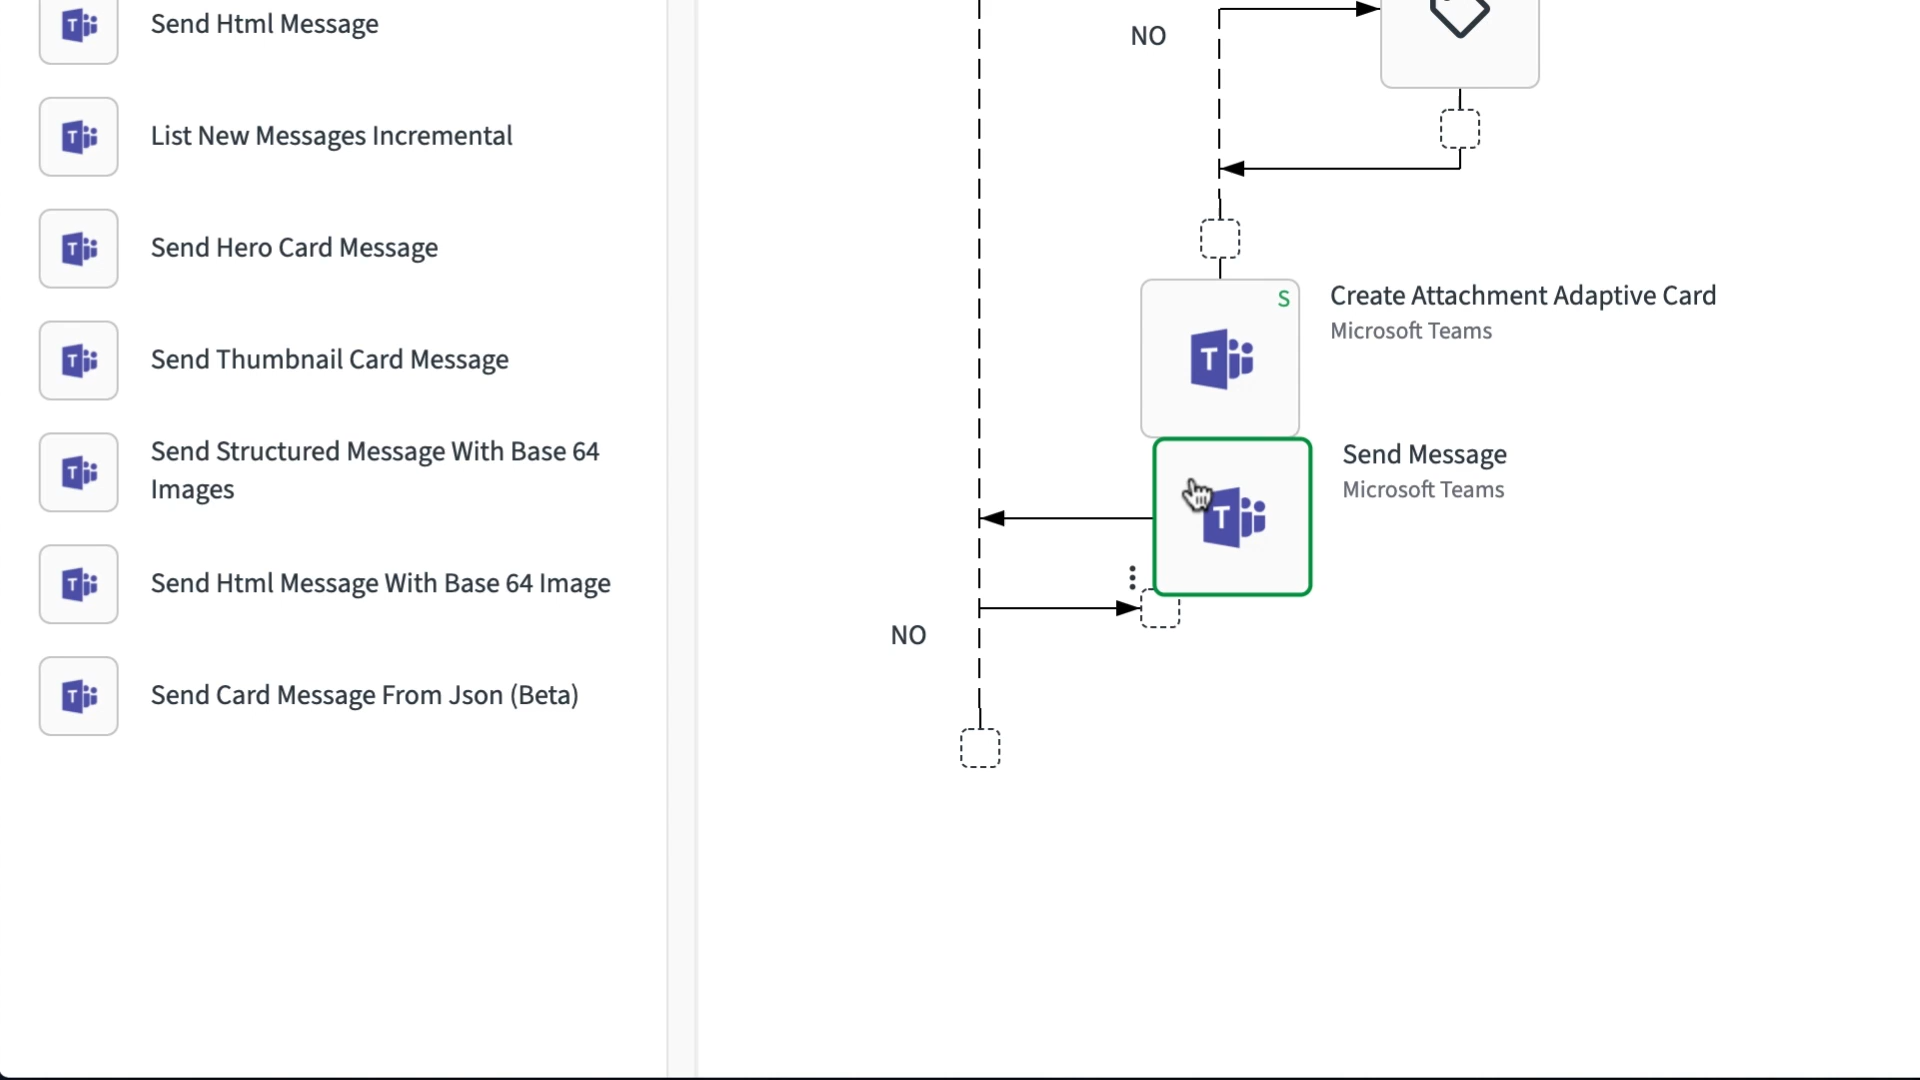 Send Html Message
List New Messages Incremental
Send Hero Card Message
Send Thumbnail Card Message
Send Structured Message With Base 64
Images
Send Html Message With Base 64 Image
Send Card Message From Json (Beta)
NO
S
Create Attachment Adaptive Card
Microsoft Teams
Send Message
Microsoft Teams
NO